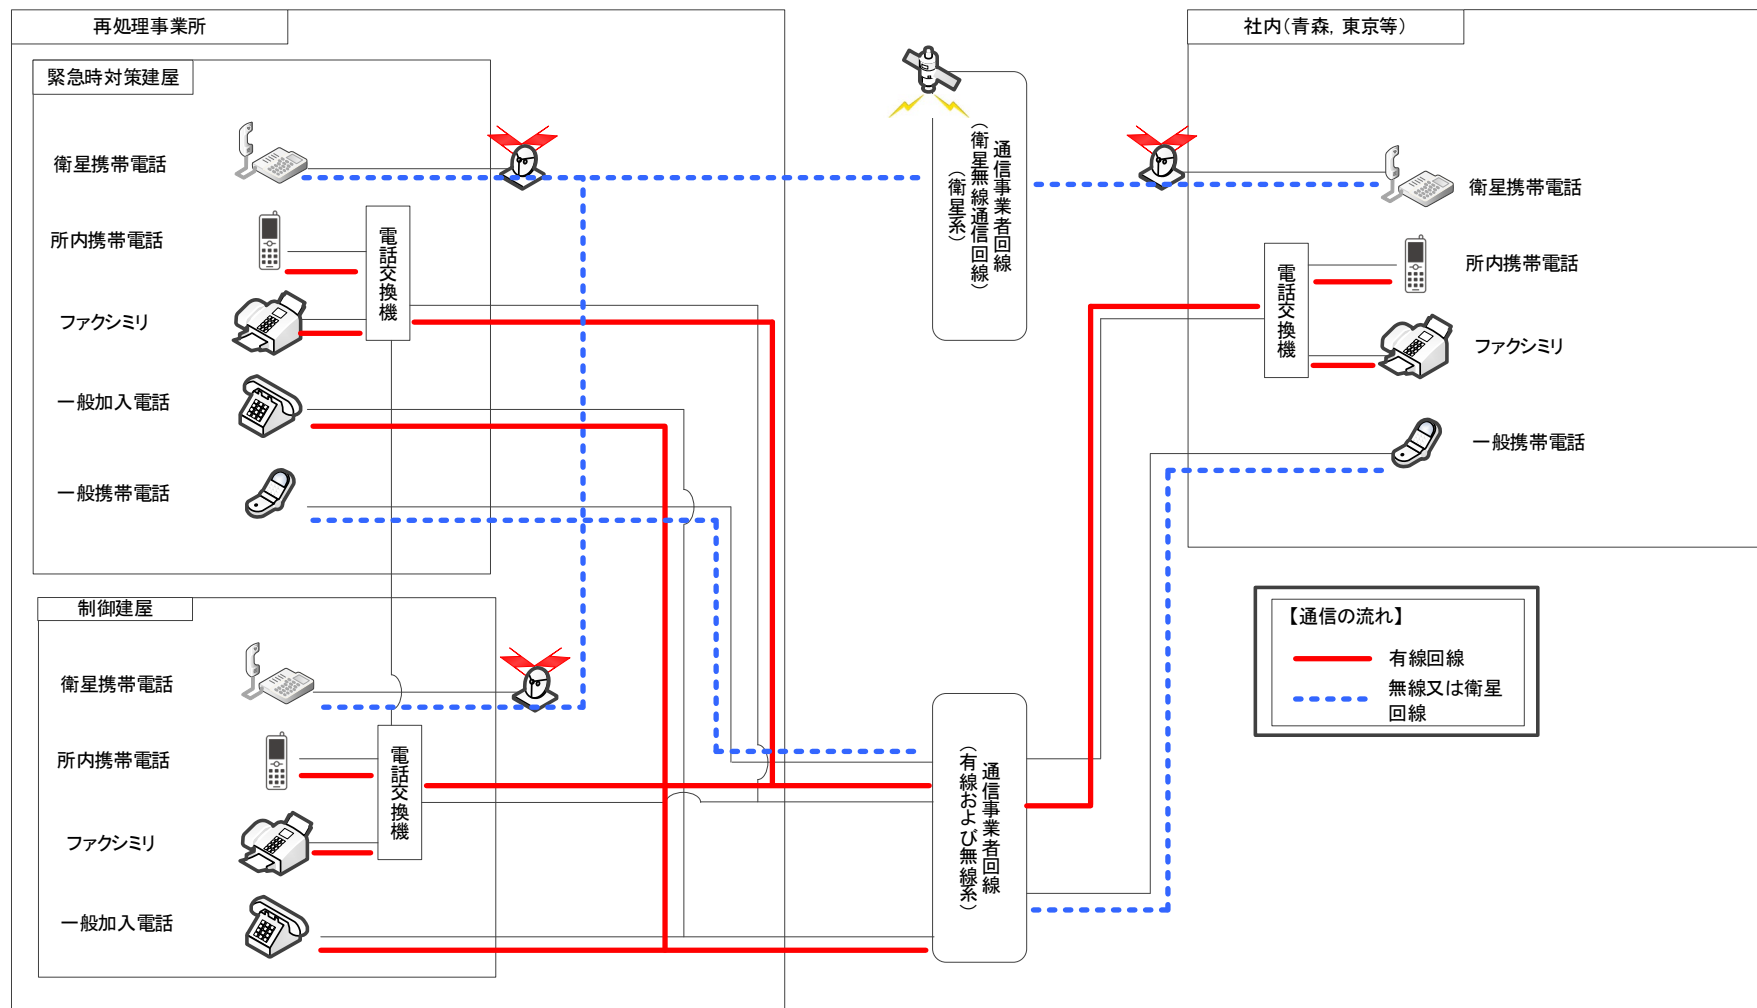 再処理事業所
緊急時対策建屋
衛星携帯電話
所内携帯電話
電話交換機
ファクシミリ
一般加入電話
一般携帯電話
制御建屋
衛星携帯電話
所内携帯電話
電話交換機
ファクシミリ
一般加入電話
通信事業者回線
(衛星無線通信回線)
(衛星系)
通信事業者回線
(有線および無線系)
社内(青森, 東京等)
衛星携帯電話
所内携帯電話
電話交換機
ファクシミリ
一般携帯電話
【通信の流れ】
有線回線
無線又は衛星
回線